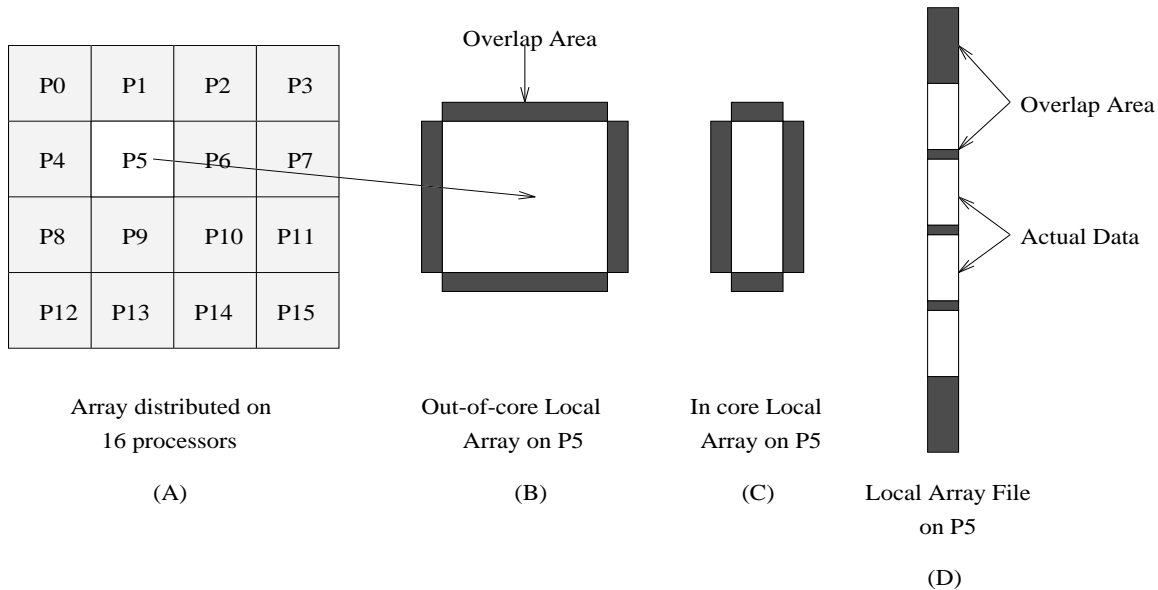 P0 P1 P2 P3
P4 P5 P6 P7
P8 P9 P10 P11
P12 P13 P14 P15
Array distributed on
16 processors
(A)
Overlap Area
Out-of-core Local
Array on P5
(B)
In core Local
Array on P5
(C)
Overlap Area
Actual Data
Local Array File
on P5
(D)